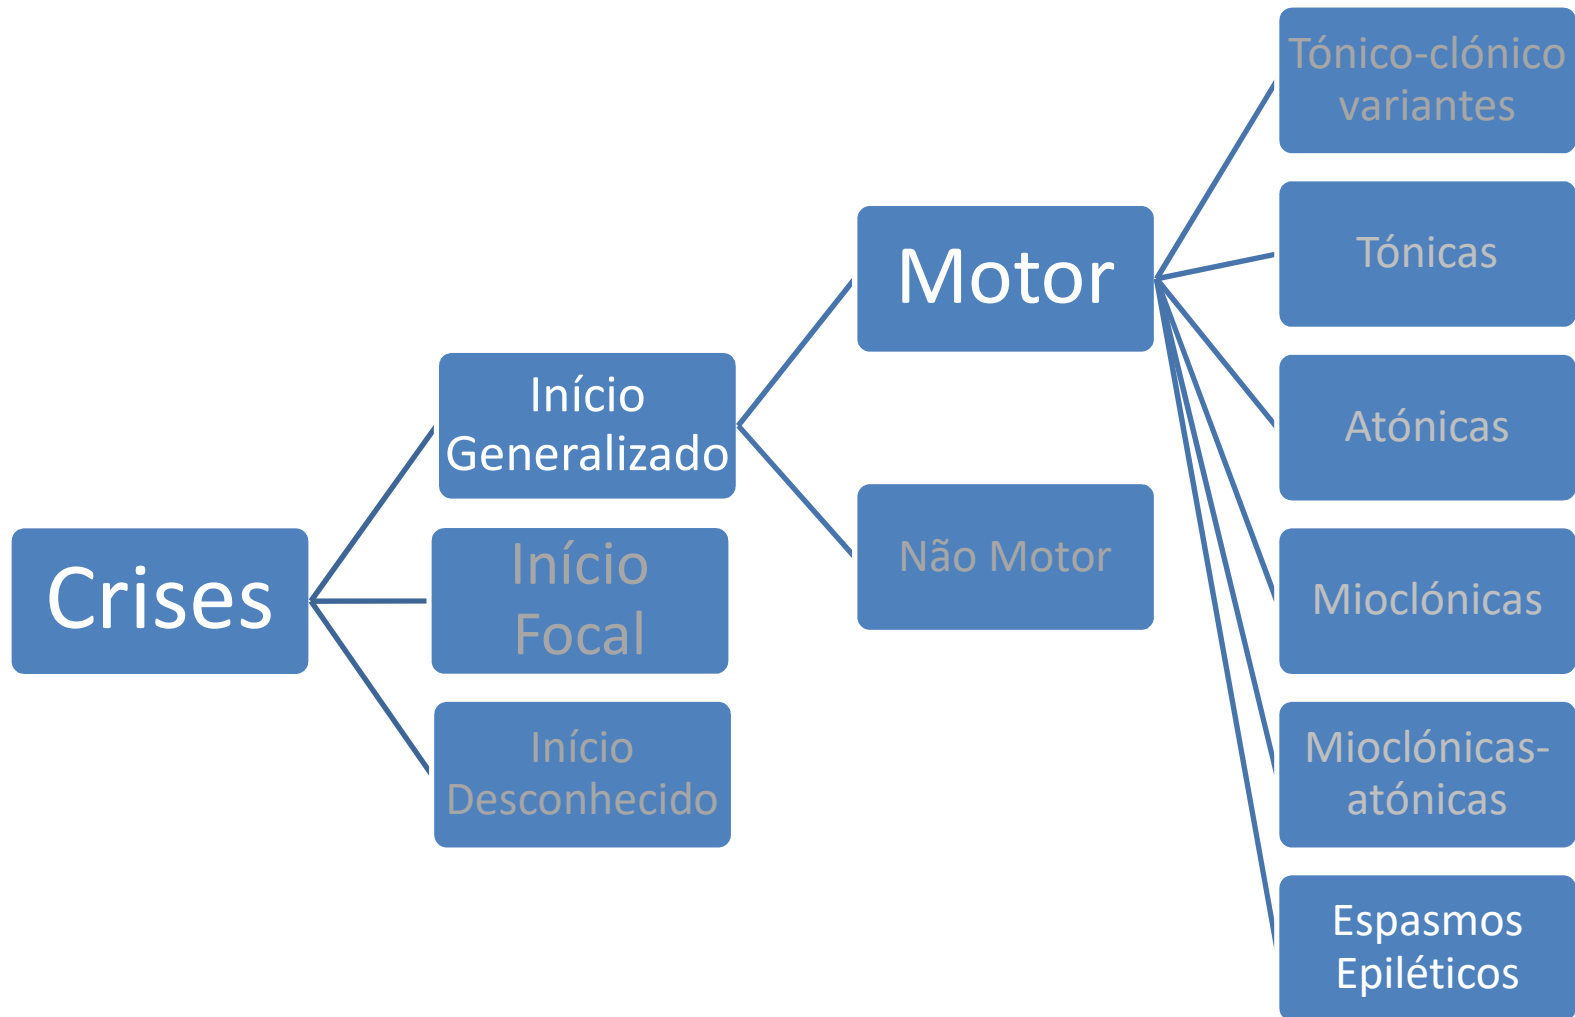 Crises
Início
Generalizado
Início
Focal
Início
Desconhecido
Motor
Não Motor
Tónico-clónico
variantes
Tónicas
Atónicas
Mioclónicas
Mioclónicas-
atónicas
Espasmos
Epiléticos